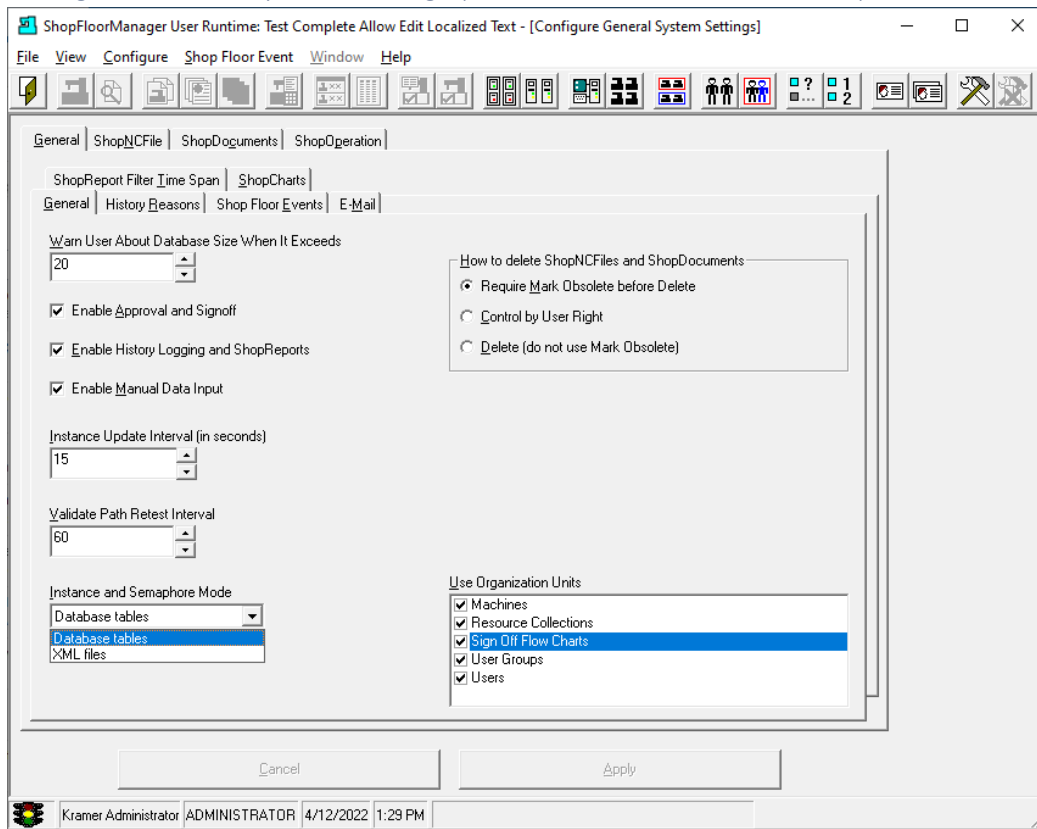 ShopFloorManager User Runtime: Test Complete Allow Edit Localized Text - [Configure General System Settings]
File View Configure Shop Floor Event Window Help
General ShopNCFile ShopDocuments ShopOperation
ShopReport Filter Time Span ShopCharts
General History Reasons Shop Floor Events E-Mail
Warn User About Database Size When It Exceeds
20
How to delete ShopNCFiles and ShopDocuments
Require Mark Obsolete before Delete
Enable Approval and Signoff
Control by User Right
Enable History Logging and ShopReports
Delete (do not use Mark Obsolete)
Enable Manual Data Input
Instance Update Interval (in seconds)
15
Validate Path Retest Interval
60
Instance and Semaphore Mode
Database tables
Database tables
XML files
Use Organization Units
Machines
Resource Collections
Sign Off Flow Charts
User Groups
Users
Cancel Apply
Kramer Administrator ADMINISTRATOR 4/12/2022 1:29 PM